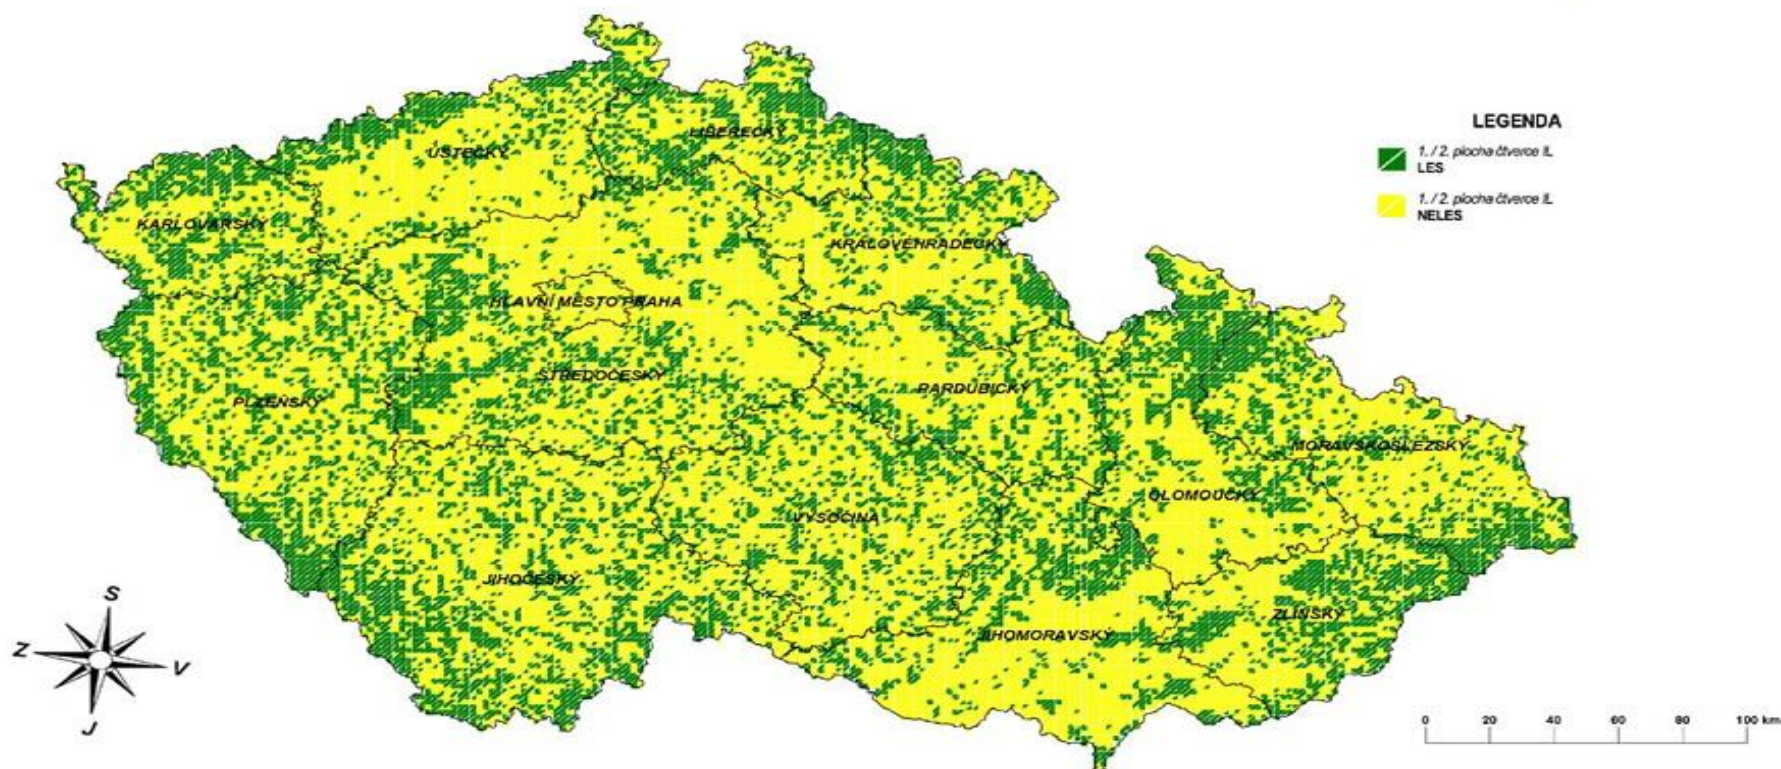 LEGENDA
1. / 2. plocha čtverce IL
LES
1. / 2. plocha čtverce IL
NELES
LIBERECKÝ
ÚSTECKÝ
KARLOVARSKÝ
KRÁLOVÉHRADECKÝ
HLAVNÍ MĚSTO PRAHA
STŘEDOČESKÝ
PLZEŇSKÝ
PARDUBICKÝ
MORAVSKOSLEZSKÝ
OLOMOUCKÝ
VYSOČINA
JIHOČESKÝ
ZLÍNSKÝ
JIHOMORAVSKÝ
S
Z
V
J
0 20 40 60 80 100 km